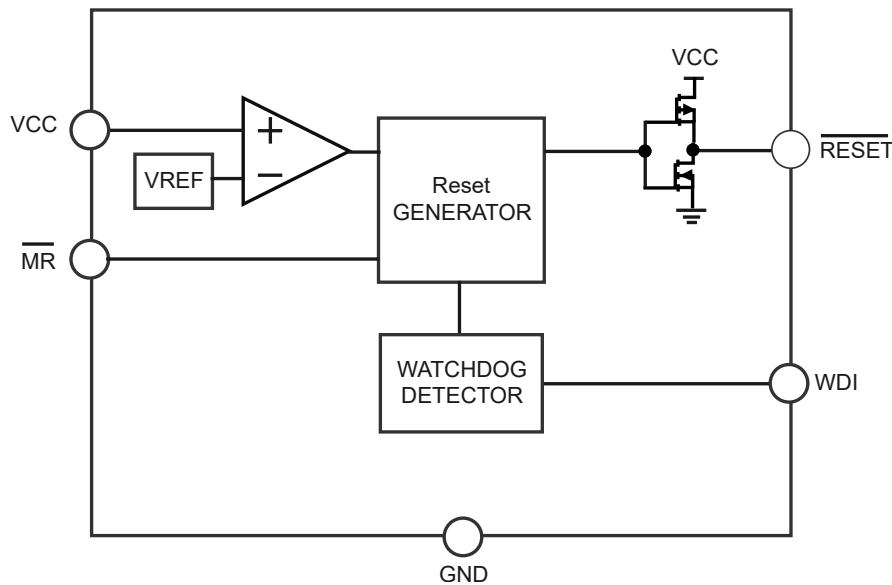 VCC
VCC
+
−
VREF
Reset
GENERATOR
RESET
MR
WATCHDOG
DETECTOR
WDI
GND